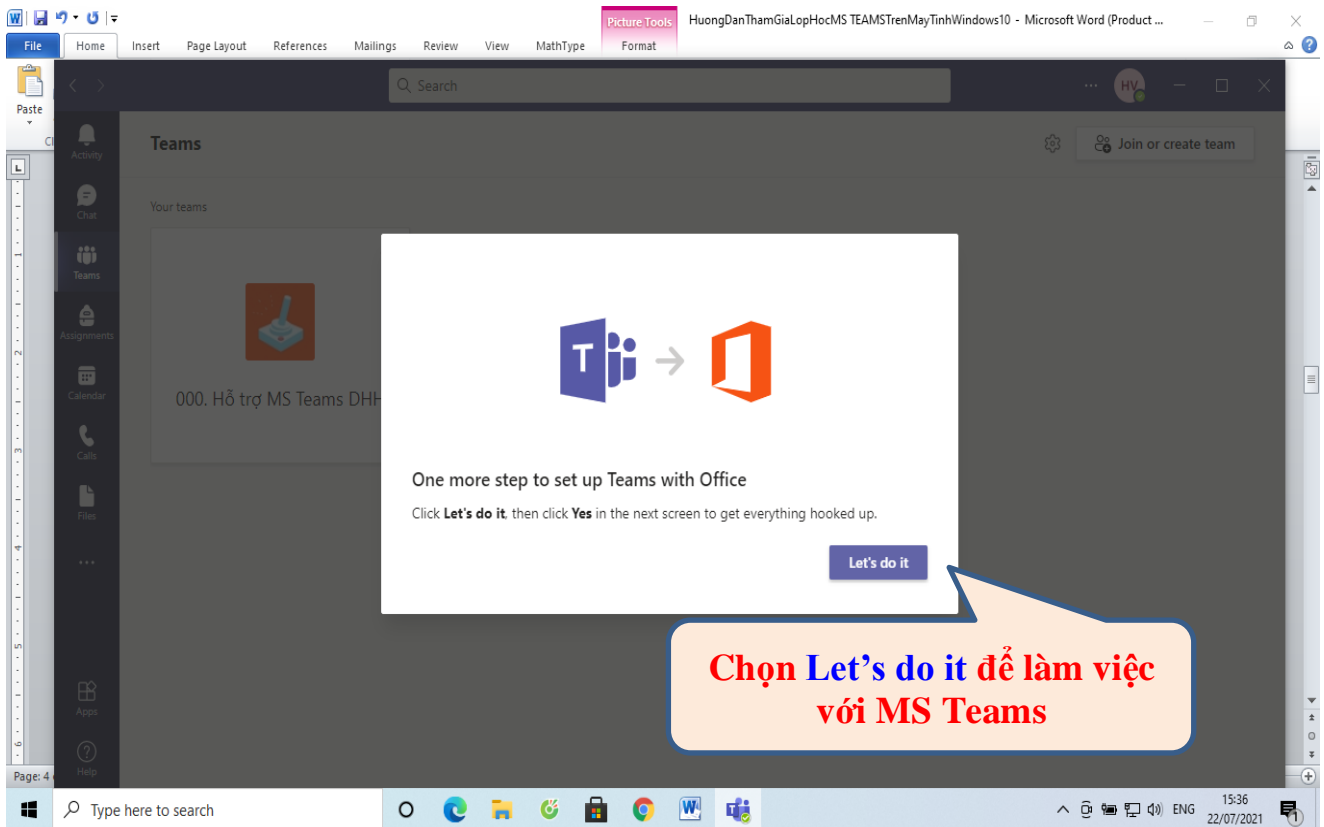 Picture Tools
HuongDanThamGiaLopHocMS TEAMSTrenMayTinhWindows10 - Microsoft Word (Product ...
File Home Insert Page Layout References Mailings Review View MathType Format
Paste
Search
HV
Activity
Teams
Join or create team
Chat
Your teams
Teams
Assignments
Calendar
000. Hỗ trợ MS Teams DHH
Calls
Files
T
One more step to set up Teams with Office
Click Let's do it, then click Yes in the next screen to get everything hooked up.
Let's do it
Chọn Let’s do it để làm việc
với MS Teams
Apps
Help
Page: 4
Type here to search
ENG
15:36
22/07/2021
1